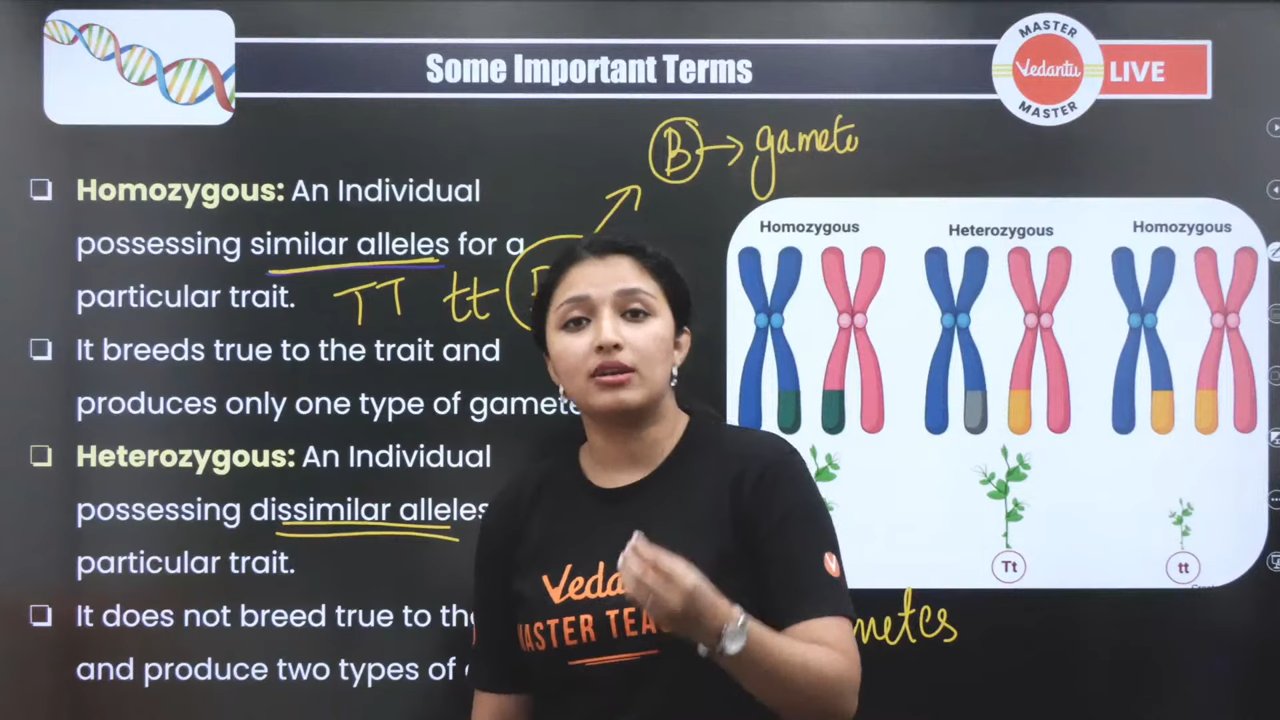 Some Important Terms
MASTER
Vedantu
LIVE
MASTER
B → gamete
Homozygous: An Individual
possessing similar alleles for a
particular trait. TT tt
It breeds true to the trait and
produces only one type of gamete
Heterozygous: An Individual
possessing dissimilar alleles
particular trait.
It does not breed true to the
and produce two types of
Homozygous
Heterozygous
Homozygous
Tt
tt
metes
Veda
MASTER TEA